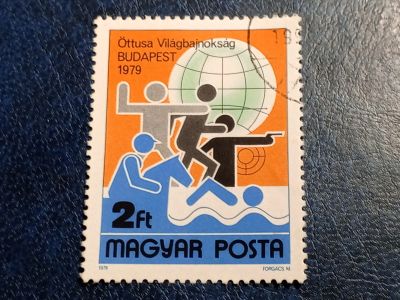 Öttusa Világbajnokság
BUDAPEST
1979
2Ft
MAGYAR POSTA
1979 FORGÁCS M.